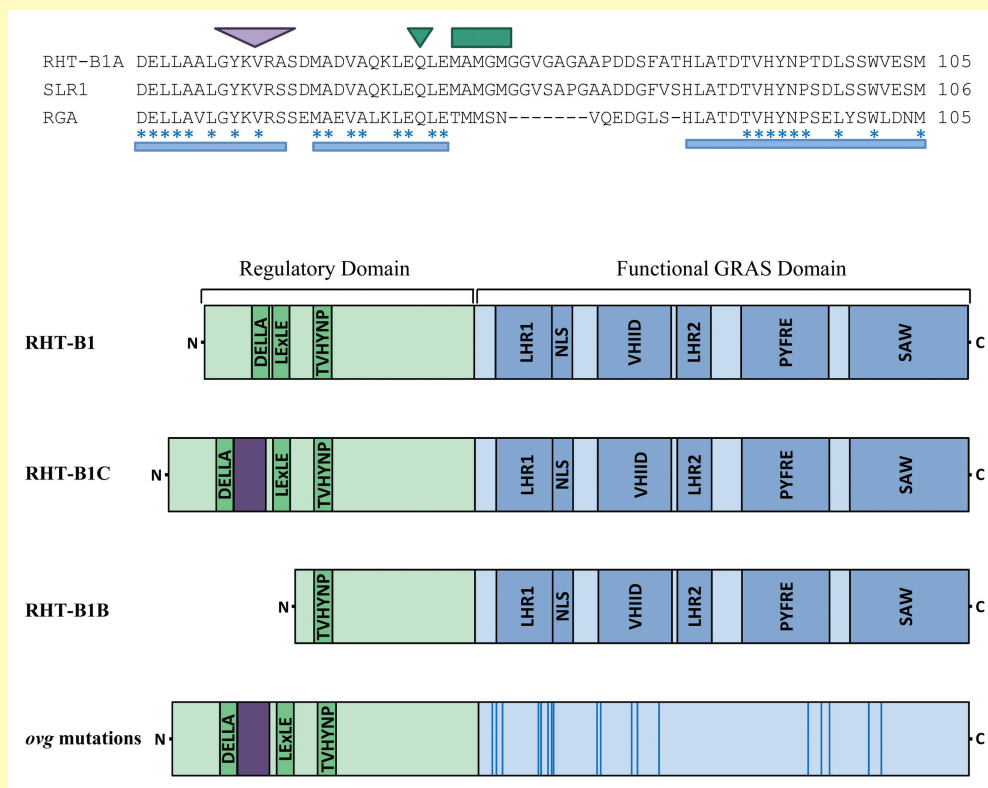 RHT-B1A DELLAALGYKVRASDMADVAQKLEQLEMAMGMGGVGAGAAPDDSFATHLATDTVHYNPTDLSSWVESM 105
SLR1 DELLAALGYKVRSSDMADVAQKLEQLEMAMGMGGVSAPGAADDGFVSHLATDTVHYNPSDLSSWVESM 106
RGA DELLAVLGYKVRSSEMAEVALKLEQLETMMSN-------VQEDGLS-HLATDTVHYNPSELYSWLDNM 105
***** * * * ** ** ** ** ****** * * *
Regulatory Domain Functional GRAS Domain
RHT-B1 N DELLA LExLE TVHYNP LHR1 NLS VHIID LHR2 PYFRE SAW C
RHT-B1C N DELLA LExLE TVHYNP LHR1 NLS VHIID LHR2 PYFRE SAW C
RHT-B1B N TVHYNP LHR1 NLS VHIID LHR2 PYFRE SAW C
ovg mutations N DELLA LExLE TVHYNP C